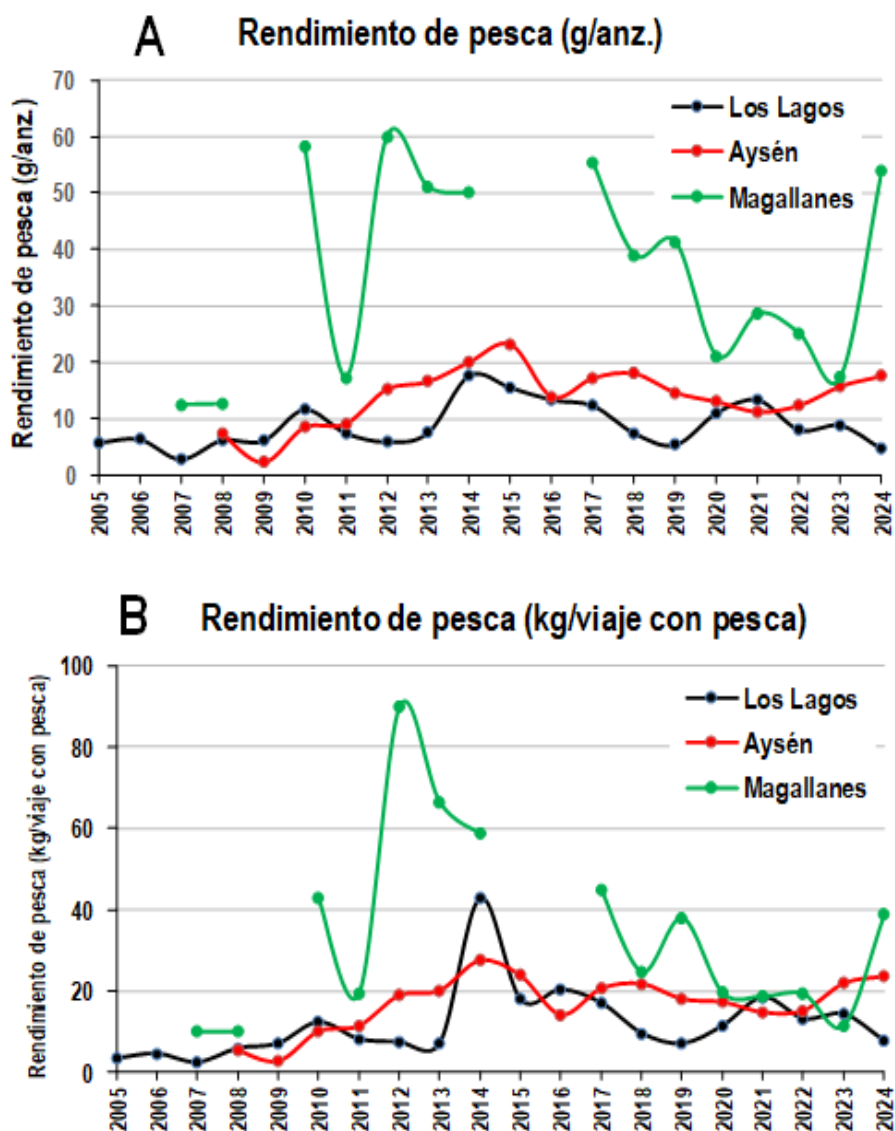 A Rendimiento de pesca (g/anz.)
Rendimiento de pesca (g/anz.)
70
60
50
40
30
20
10
0
Los Lagos
Aysén
Magallanes
2005 2006 2007 2008 2009 2010 2011 2012 2013 2014 2015 2016 2017 2018 2019 2020 2021 2022 2023 2024
B Rendimiento de pesca (kg/viaje con pesca)
Rendimiento de pesca (kg/viaje con pesca)
100
80
60
40
20
0
Los Lagos
Aysén
Magallanes
2005 2006 2007 2008 2009 2010 2011 2012 2013 2014 2015 2016 2017 2018 2019 2020 2021 2022 2023 2024